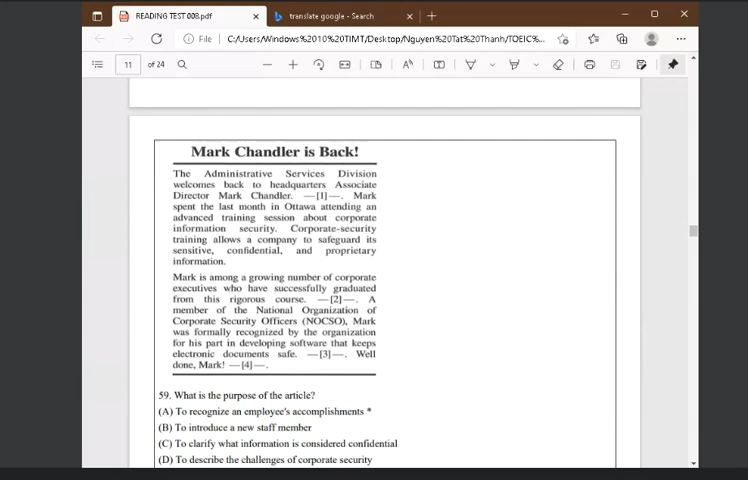 READING TEST 008.pdf
translate google - Search
File
C:/Users/Windows%2010%20TIMT/Desktop/Nguyen%20Tat%20Thanh/TOEIC%...
11 of 24
Mark Chandler is Back!
The Administrative Services Division
welcomes back to headquarters Associate
Director Mark Chandler. —[1]—. Mark
spent the last month in Ottawa attending an
advanced training session about corporate
information security. Corporate-security
training allows a company to safeguard its
sensitive, confidential, and proprietary
information.
Mark is among a growing number of corporate
executives who have successfully graduated
from this rigorous course. —[2]—. A
member of the National Organization of
Corporate Security Officers (NOCSO), Mark
was formally recognized by the organization
for his part in developing software that keeps
electronic documents safe. —[3]—. Well
done, Mark! —[4]—.
59. What is the purpose of the article?
(A) To recognize an employee's accomplishments *
(B) To introduce a new staff member
(C) To clarify what information is considered confidential
(D) To describe the challenges of corporate security